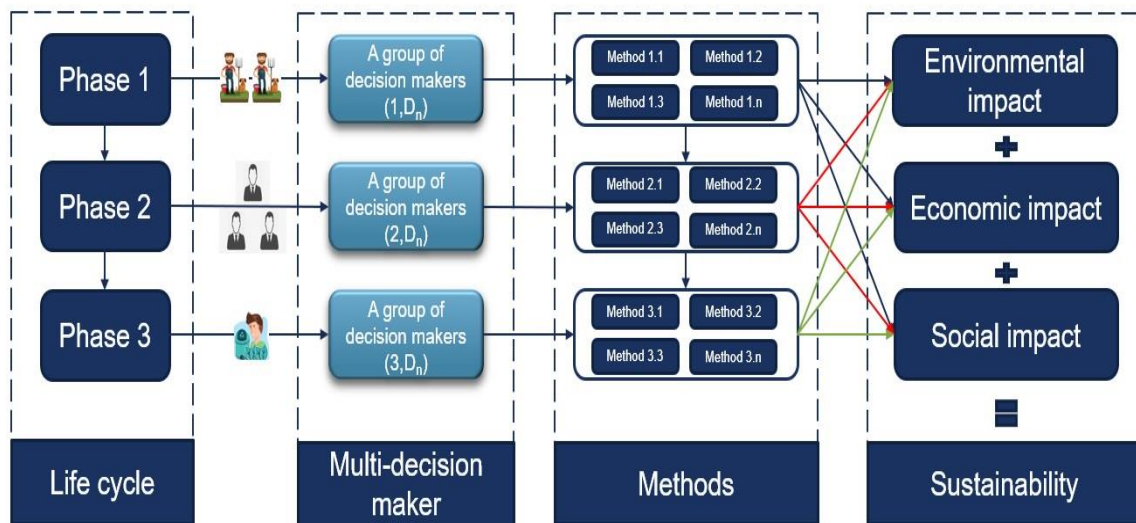 Phase 1
Phase 2
Phase 3
Life cycle
A group of
decision makers
(1,Dn)
A group of
decision makers
(2,Dn)
A group of
decision makers
(3,Dn)
Multi-decision
maker
Method 1.1
Method 1.2
Method 1.3
Method 1.n
Method 2.1
Method 2.2
Method 2.3
Method 2.n
Method 3.1
Method 3.2
Method 3.3
Method 3.n
Methods
Environmental
impact
+
Economic impact
+
Social impact
=
Sustainability